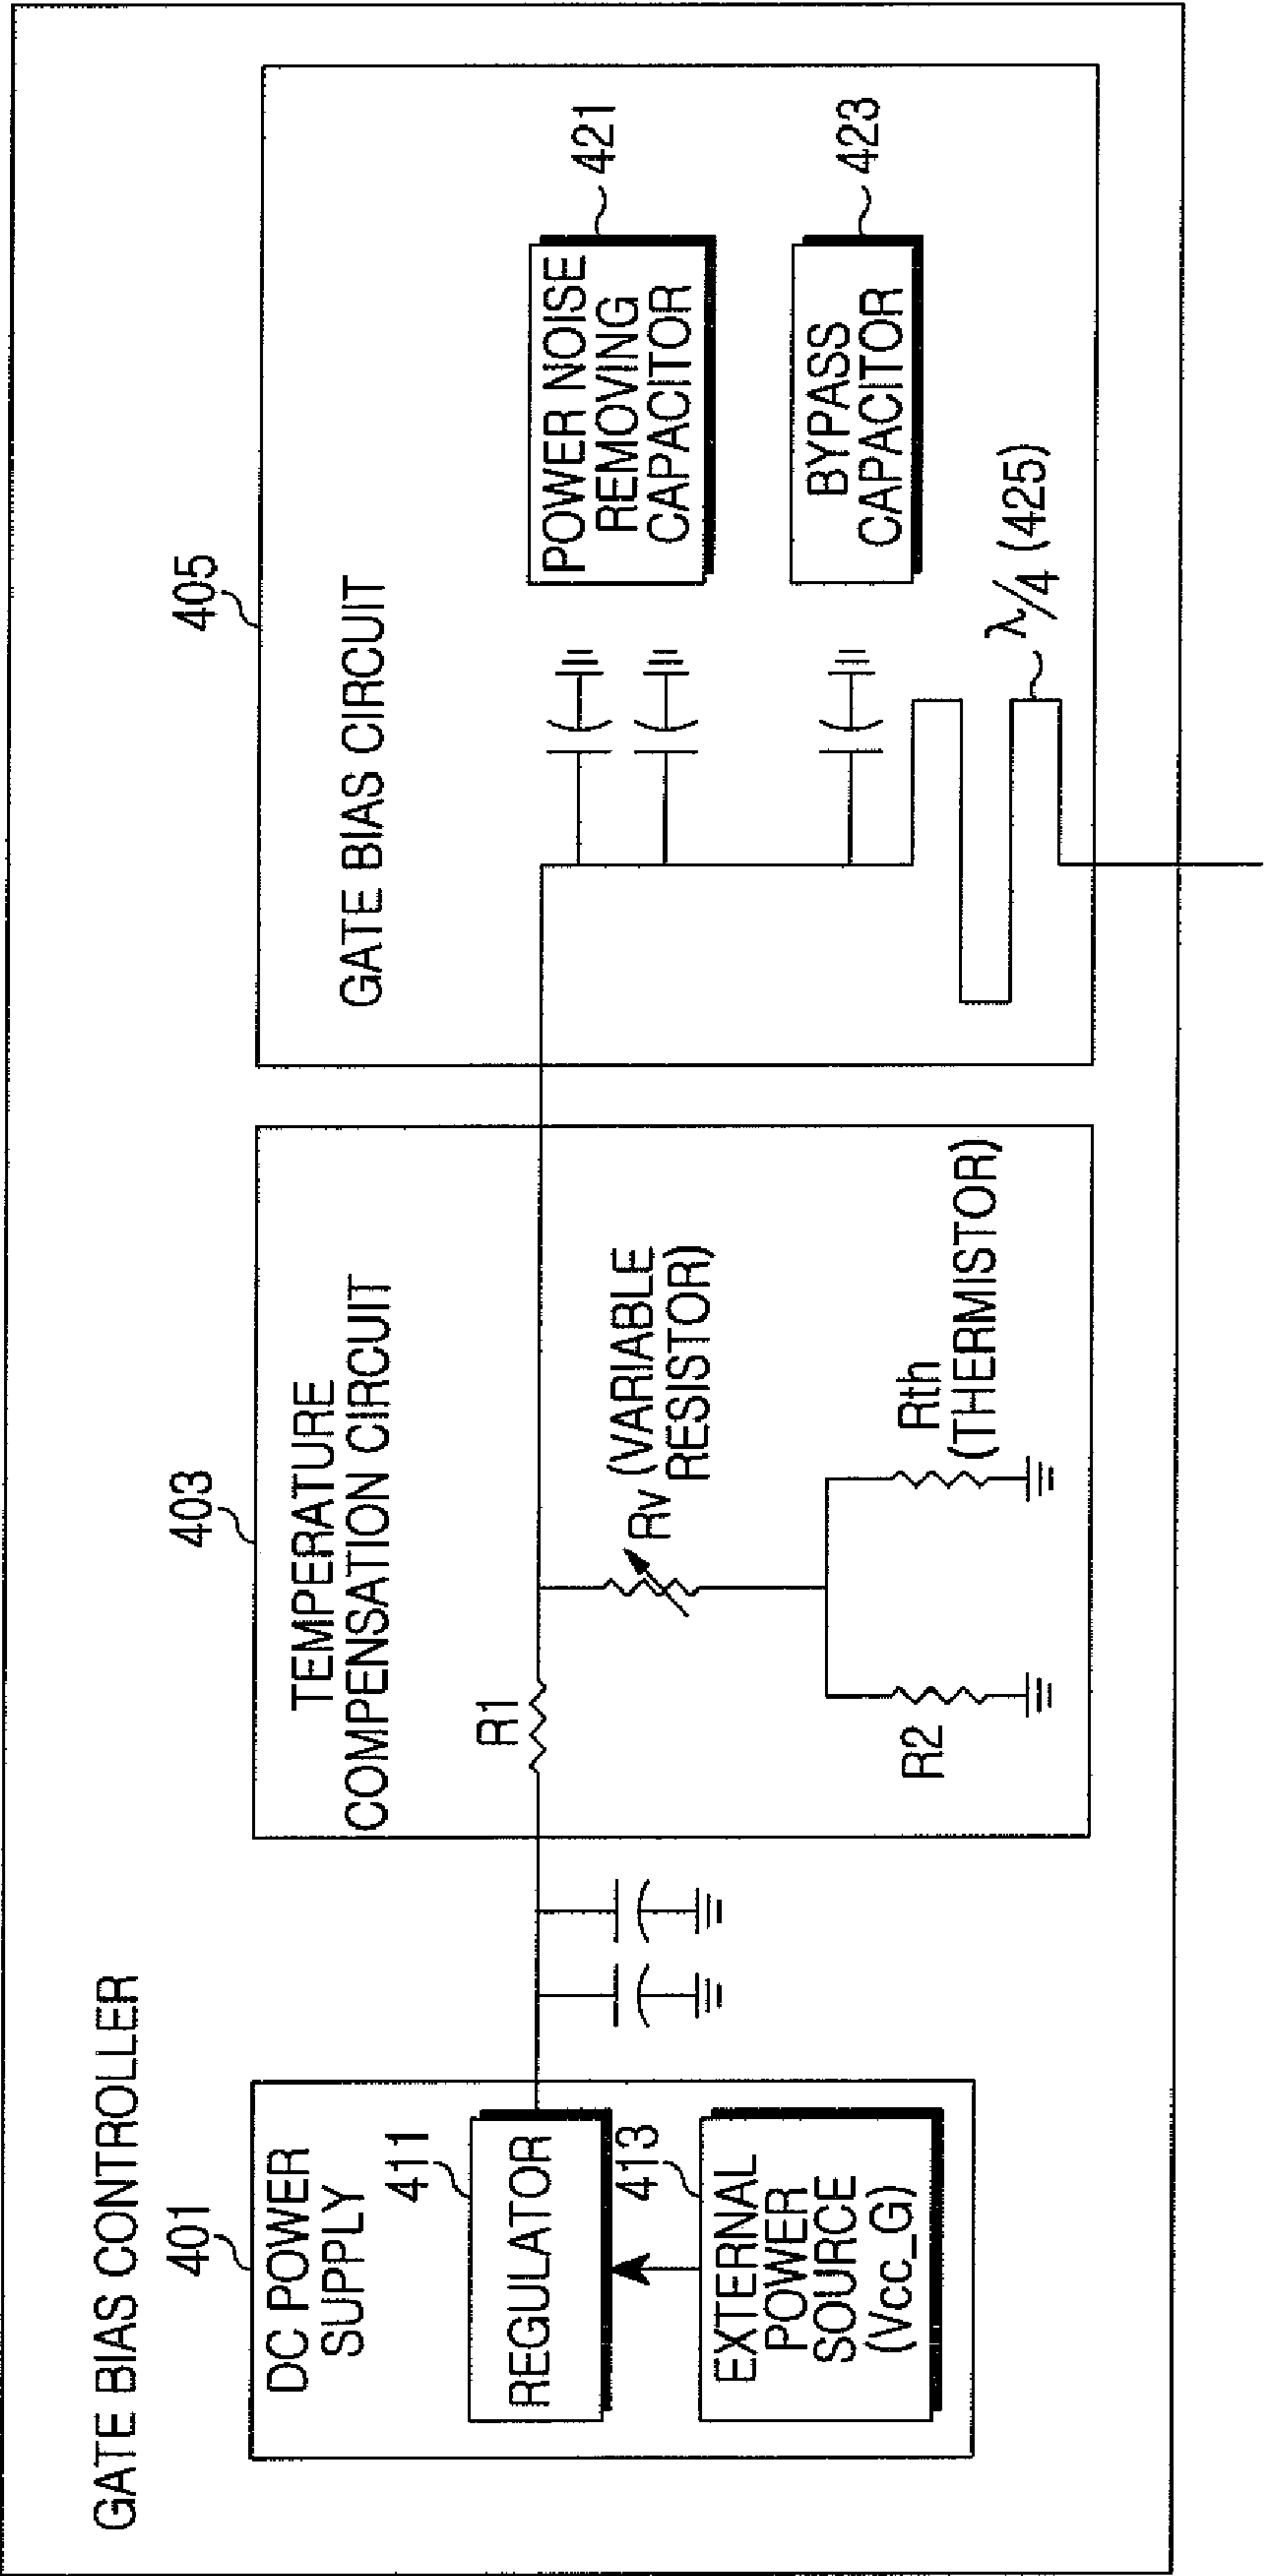 GATE BIAS CONTROLLER
401
DC POWER
SUPPLY
411
REGULATOR
413
EXTERNAL
POWER
SOURCE
(Vcc_G)
403
TEMPERATURE
COMPENSATION CIRCUIT
R1
Rv (VARIABLE
RESISTOR)
R2
Rth
(THERMISTOR)
405
GATE BIAS CIRCUIT
POWER NOISE
REMOVING
CAPACITOR
421
BYPASS
CAPACITOR
423
λ/4 (425)